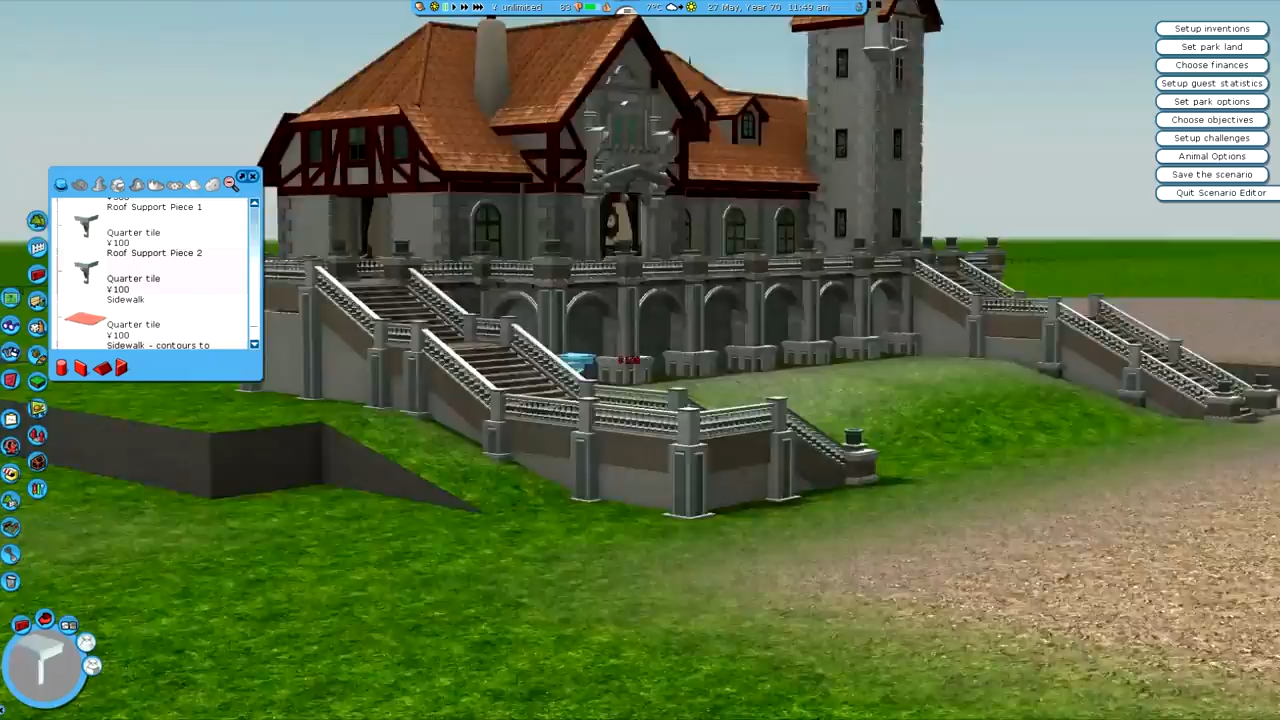 ¥ unlimited
7°C
27 May, Year 70
11:49 am
Setup inventions
Set park land
Choose finances
Setup guest statistics
Set park options
Choose objectives
Setup challenges
Animal Options
Save the scenario
Quit Scenario Editor
Roof Support Piece 1
Quarter tile
¥100
Roof Support Piece 2
Quarter tile
¥100
Sidewalk
Quarter tile
¥100
Sidewalk - contours to